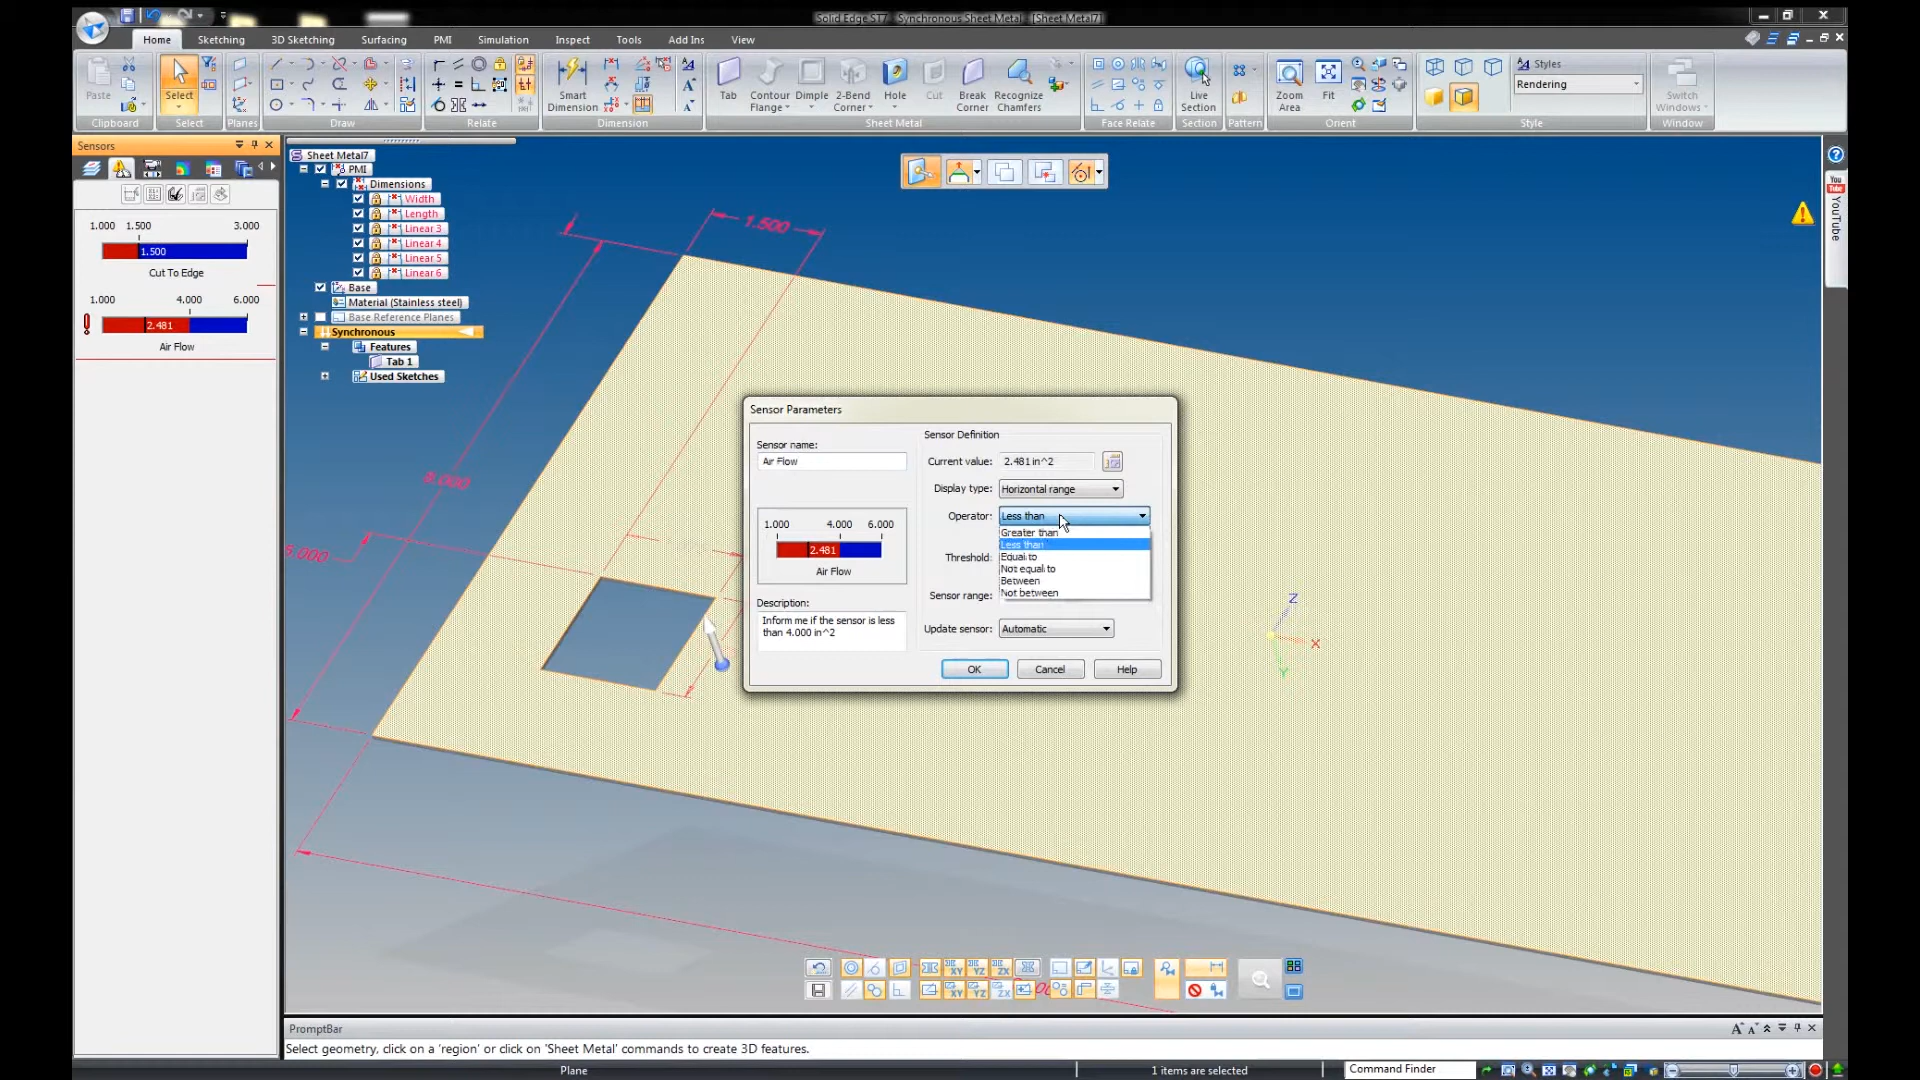 Solid Edge ST7 - Synchronous Sheet Metal - [Sheet Metal7]
Home Sketching 3D Sketching Surfacing PMI Simulation Inspect Tools Add Ins View
Paste
Select
Smart Dimension
Tab
Contour Flange
Dimple
2-Bend Corner
Hole
Cut
Break Corner
Recognize Chamfers
Live Section
Zoom Area
Fit
Styles
Rendering
Switch Windows
Clipboard Select Planes Draw Relate Dimension Sheet Metal Face Relate Section Pattern Orient Style Window
Sensors
1.000 1.500 3.000
1.500
Cut To Edge
1.000 4.000 6.000
2.481
Air Flow
Sheet Metal7
PMI
Dimensions
Width
Length
Linear 3
Linear 4
Linear 5
Linear 6
Base
Material (Stainless steel)
Base Reference Planes
Synchronous
Features
Tab 1
Used Sketches
1.500
YouTube
Sensor Parameters
Sensor name:
Air Flow
1.000 4.000 6.000
2.481
Air Flow
Description:
Inform me if the sensor is less
than 4.000 in^2
Sensor Definition
Current value: 2.481 in^2
Display type: Horizontal range
Operator: Less than
Greater than
Less than
Equal to
Not equal to
Between
Not between
Threshold:
Sensor range:
Update sensor: Automatic
OK Cancel Help
Z
X
Y
XY YZ ZX
XY YZ ZX
PromptBar
Select geometry, click on a 'region' or click on 'Sheet Metal' commands to create 3D features.
Plane
1 items are selected
Command Finder